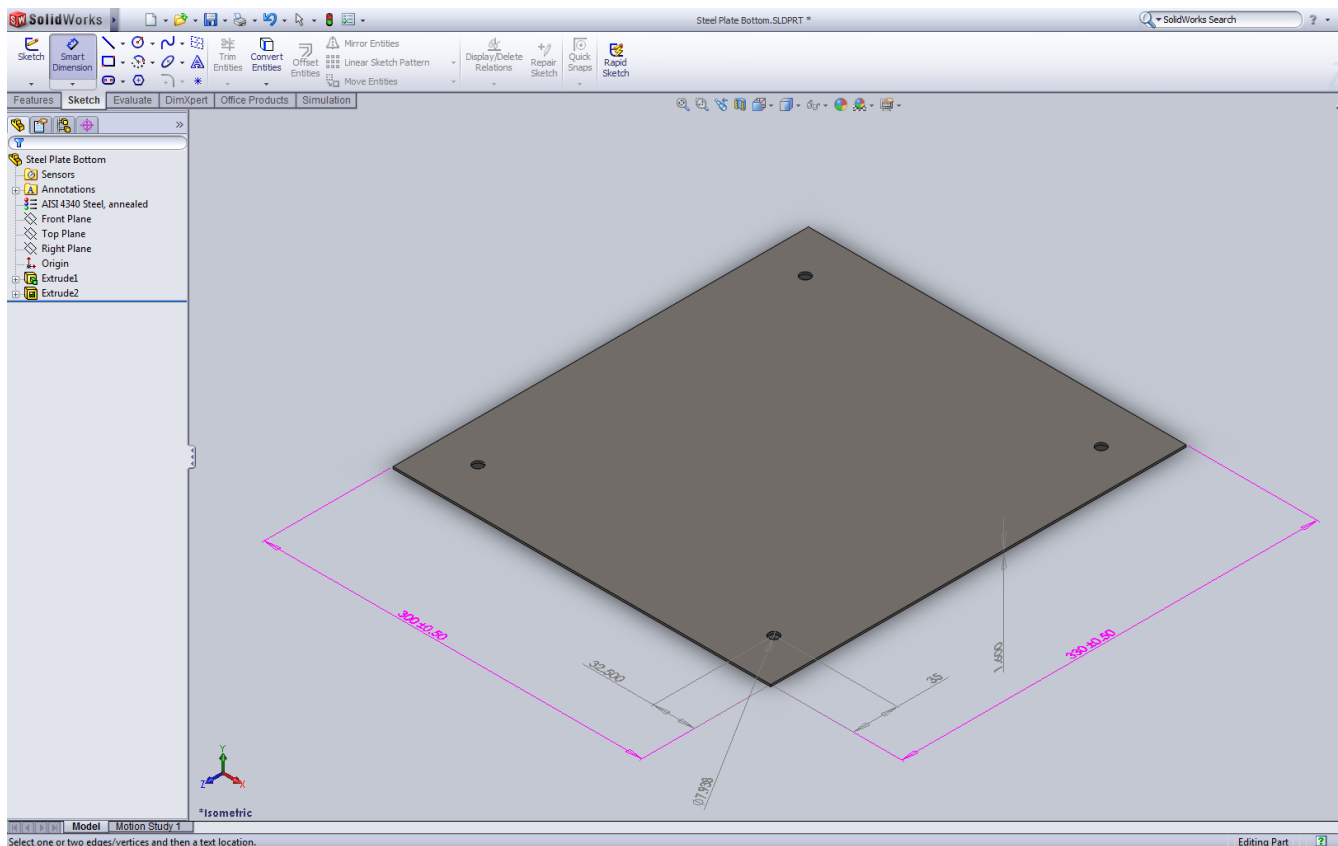 SolidWorks
Steel Plate Bottom.SLDPRT *
SolidWorks Search
?
Sketch
Smart Dimension
Trim Entities
Convert Entities
Offset Entities
Mirror Entities
Linear Sketch Pattern
Move Entities
Display/Delete Relations
Repair Sketch
Quick Snaps
Rapid Sketch
Features Sketch Evaluate DimXpert Office Products Simulation
»
Steel Plate Bottom
Sensors
Annotations
AISI 4340 Steel, annealed
Front Plane
Top Plane
Right Plane
Origin
Extrude1
Extrude2
300±0.50
32.500
Ø7.938
35
1.600
330±0.50
Y
Z
X
*Isometric
Model Motion Study 1
Select one or two edges/vertices and then a text location.
Editing Part
?